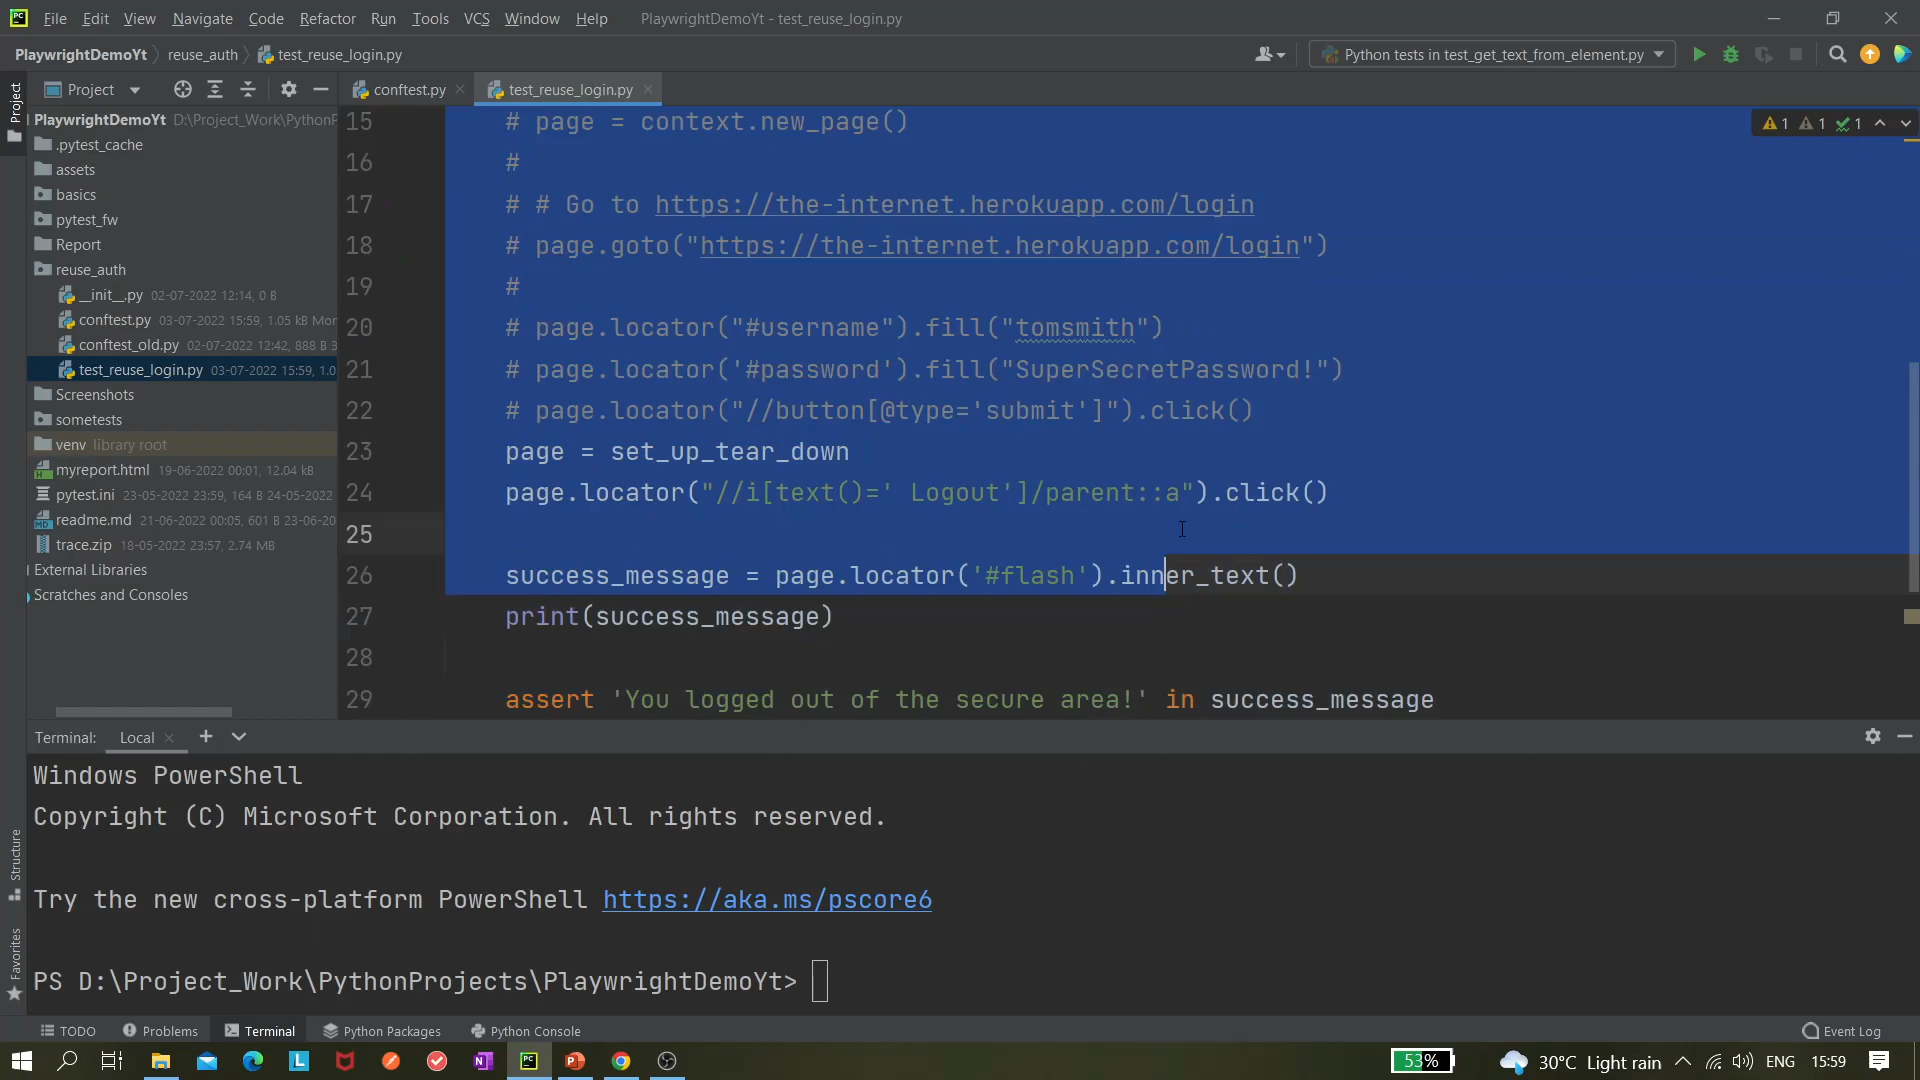 File Edit View Navigate Code Refactor Run Tools VCS Window Help PlaywrightDemoYt - test_reuse_login.py
PlaywrightDemoYt reuse_auth test_reuse_login.py Python tests in test_get_text_from_element.py
Project
Project
conftest.py test_reuse_login.py
PlaywrightDemoYt D:\Project_Work\PythonP
.pytest_cache
assets
basics
pytest_fw
Report
reuse_auth
__init__.py 02-07-2022 12:14, 0 B
conftest.py 03-07-2022 15:59, 1.05 kB Mor
conftest_old.py 02-07-2022 12:42, 888 B 3
test_reuse_login.py 03-07-2022 15:59, 1.0
Screenshots
sometests
venv library root
myreport.html 19-06-2022 00:01, 12.04 kB
pytest.ini 23-05-2022 23:59, 164 B 24-05-2022
readme.md 21-06-2022 00:05, 601 B 23-06-20
trace.zip 18-05-2022 23:57, 2.74 MB
External Libraries
Scratches and Consoles
1 1 1
15 # page = context.new_page()
16 #
17 # # Go to https://the-internet.herokuapp.com/login
18 # page.goto("https://the-internet.herokuapp.com/login")
19 #
20 # page.locator("#username").fill("tomsmith")
21 # page.locator('#password').fill("SuperSecretPassword!")
22 # page.locator("//button[@type='submit']").click()
23 page = set_up_tear_down
24 page.locator("//i[text()=' Logout']/parent::a").click()
25
26 success_message = page.locator('#flash').inner_text()
27 print(success_message)
28
29 assert 'You logged out of the secure area!' in success_message
Terminal: Local
Windows PowerShell
Copyright (C) Microsoft Corporation. All rights reserved.
Try the new cross-platform PowerShell https://aka.ms/pscore6
PS D:\Project_Work\PythonProjects\PlaywrightDemoYt>
Structure
Favorites
TODO Problems Terminal Python Packages Python Console Event Log
53% 30°C Light rain ENG 15:59